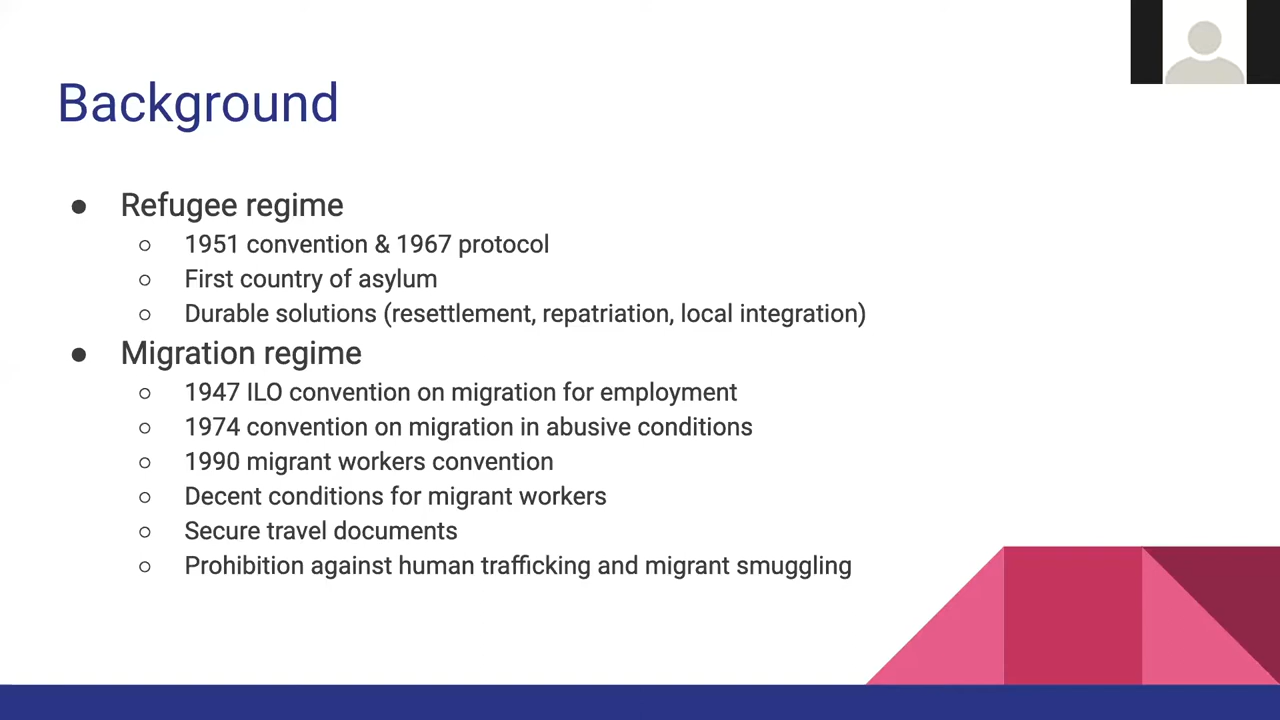 Background
● Refugee regime
○ 1951 convention & 1967 protocol
○ First country of asylum
○ Durable solutions (resettlement, repatriation, local integration)
● Migration regime
○ 1947 ILO convention on migration for employment
○ 1974 convention on migration in abusive conditions
○ 1990 migrant workers convention
○ Decent conditions for migrant workers
○ Secure travel documents
○ Prohibition against human trafficking and migrant smuggling